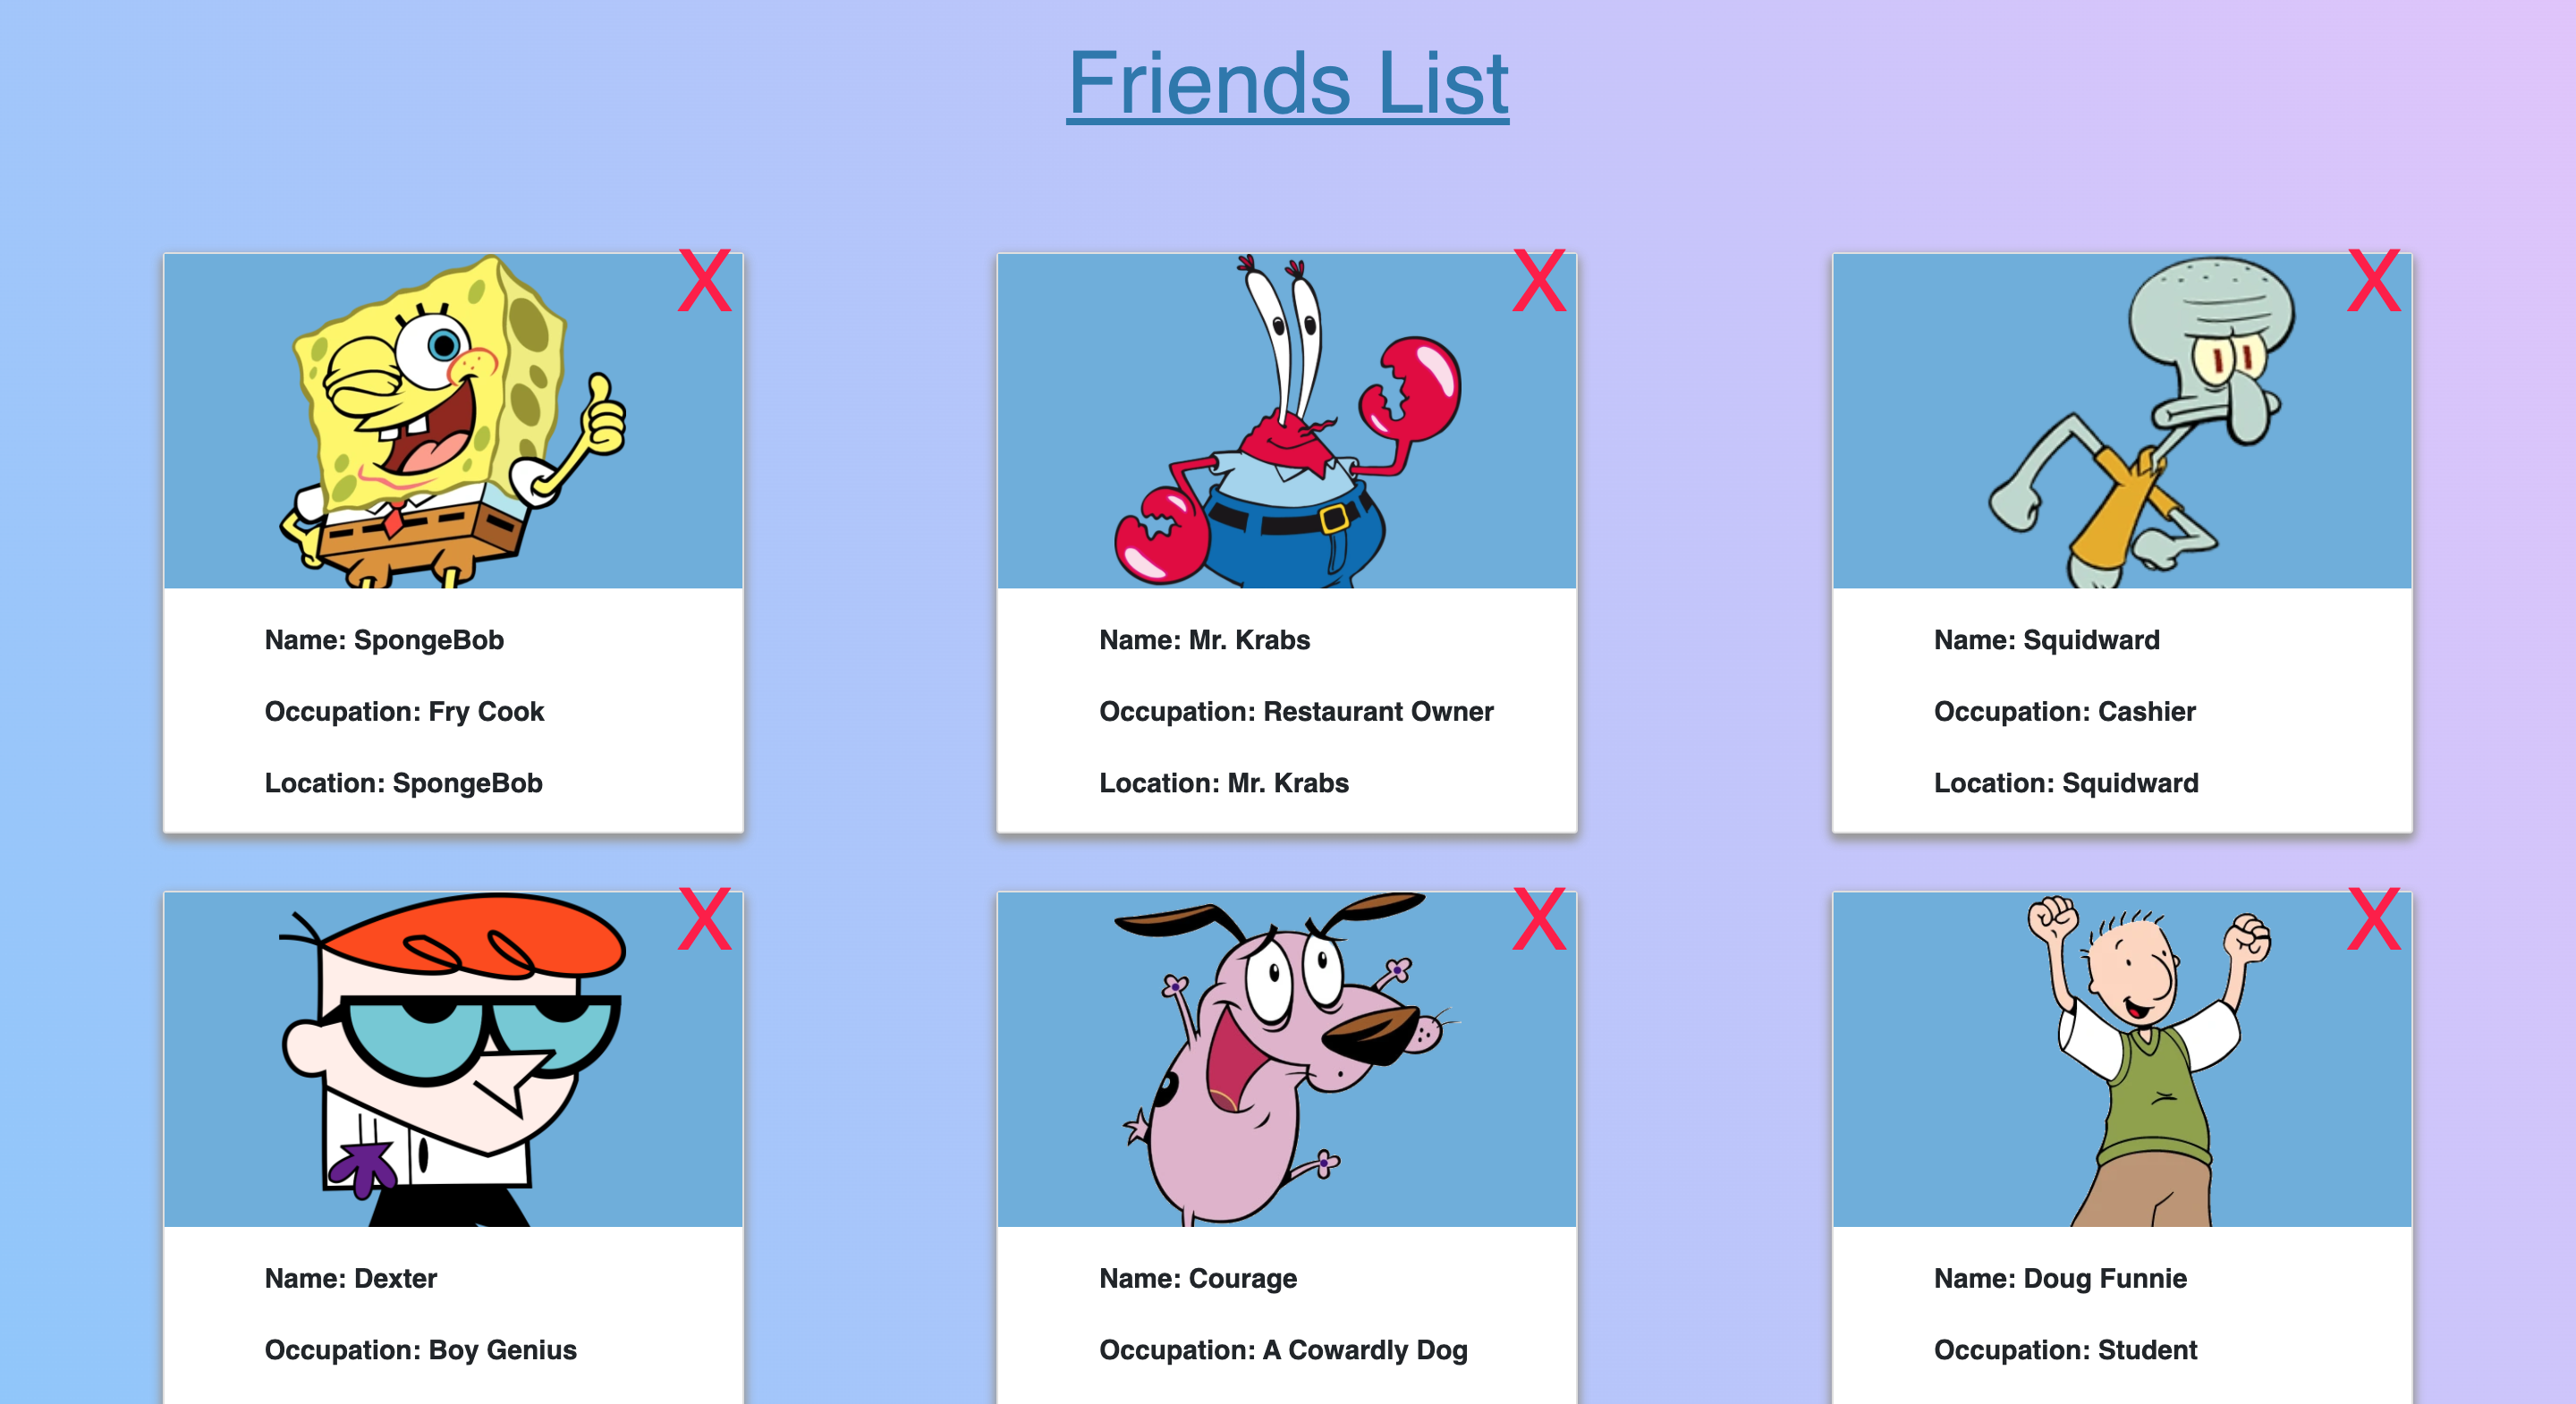 Friends List
X
X
X
Name: SpongeBob
Occupation: Fry Cook
Location: SpongeBob
Name: Mr. Krabs
Occupation: Restaurant Owner
Location: Mr. Krabs
Name: Squidward
Occupation: Cashier
Location: Squidward
X
X
X
Name: Dexter
Occupation: Boy Genius
Name: Courage
Occupation: A Cowardly Dog
Name: Doug Funnie
Occupation: Student